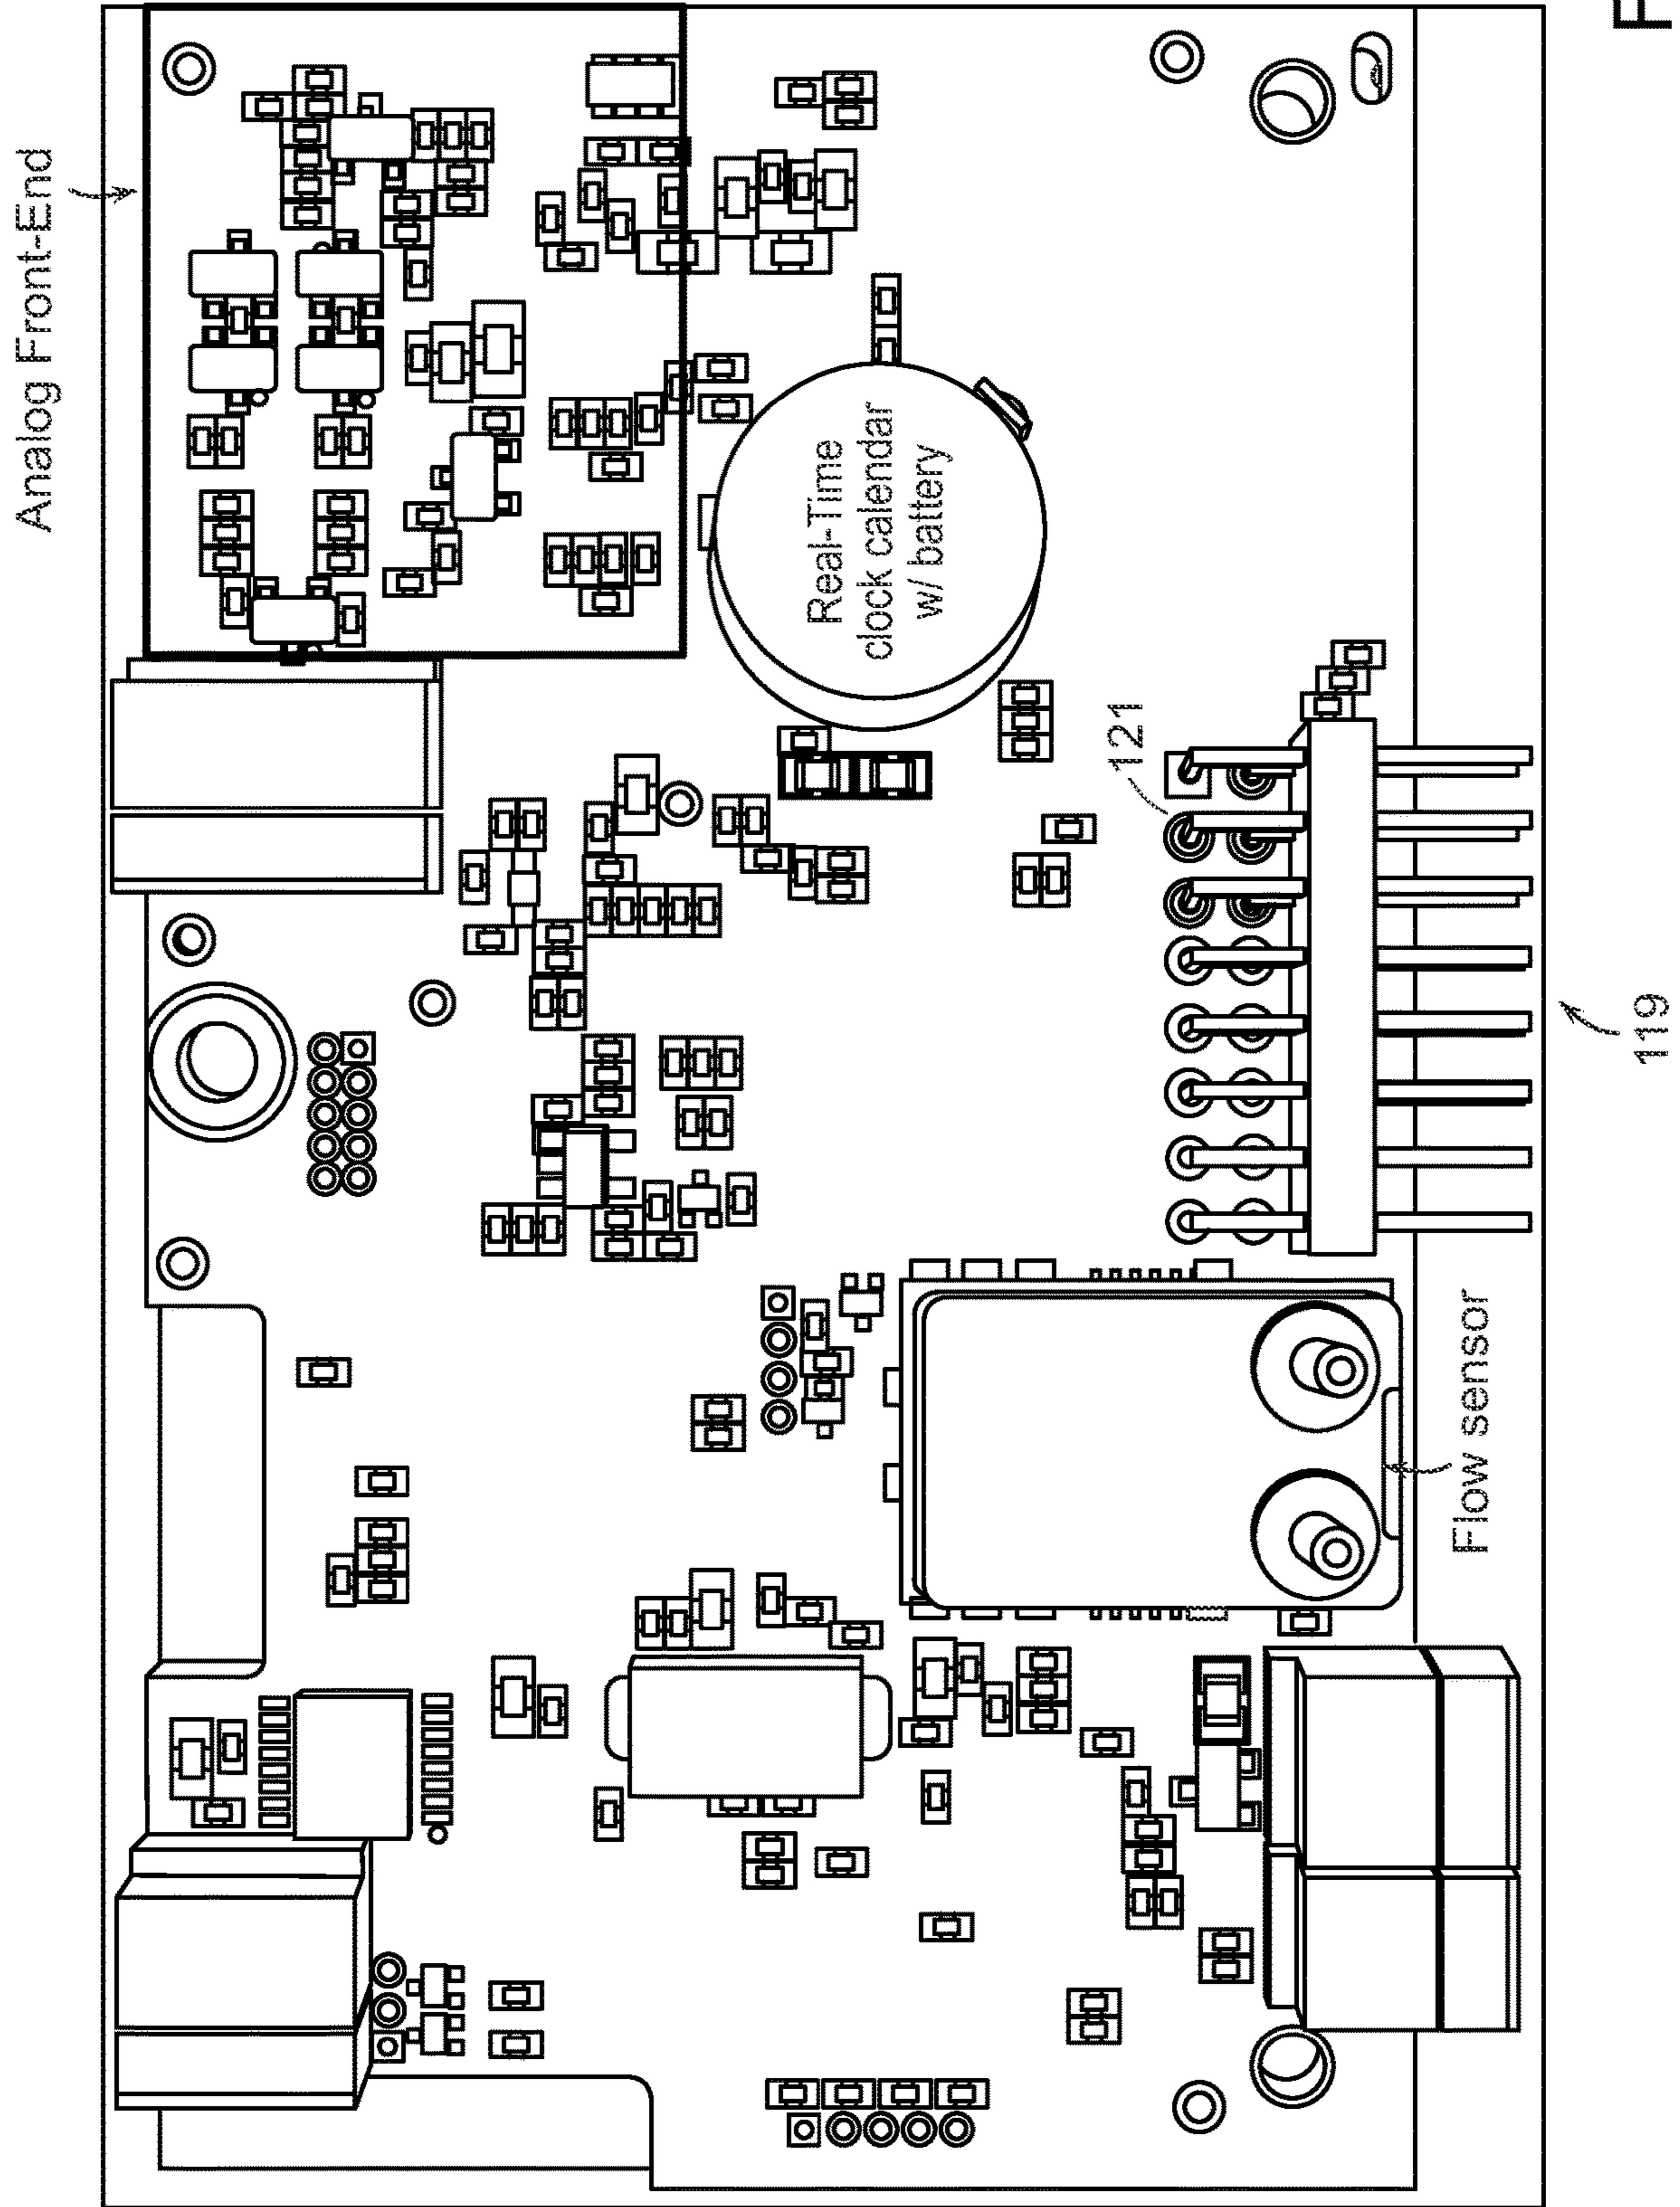 Analog Front-End
Real-Time
clock calendar
w/ battery
121
119
Flow sensor
F